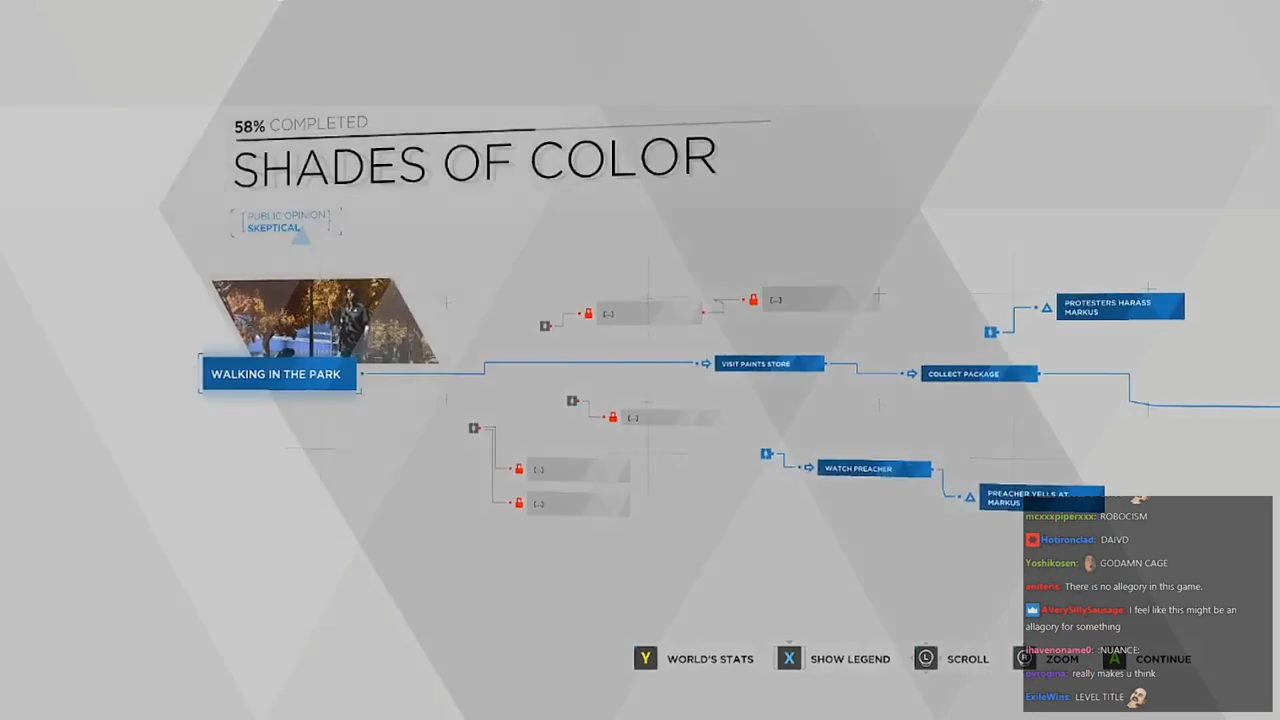 58% COMPLETED
SHADES OF COLOR
PUBLIC OPINION
SKEPTICAL
WALKING IN THE PARK
[...]
[...]
PROTESTERS HARASS
MARKUS
VISIT PAINTS STORE
COLLECT PACKAGE
[...]
WATCH PREACHER
[...]
PREACHER YELLS AT
MARKUS
[...]
mcxxxpiperxxx: ROBOCISM
Hotironclad: DAIVD
Yoshikosen: GODAMN CAGE
There is no allegory in this game.
AVerySillySausage: I feel like this might be an
allagory for something
ihavenoname0: :NUANCE:
really makes u think
ExileWins: LEVEL TITLE
Y WORLD'S STATS X SHOW LEGEND L SCROLL R ZOOM A CONTINUE